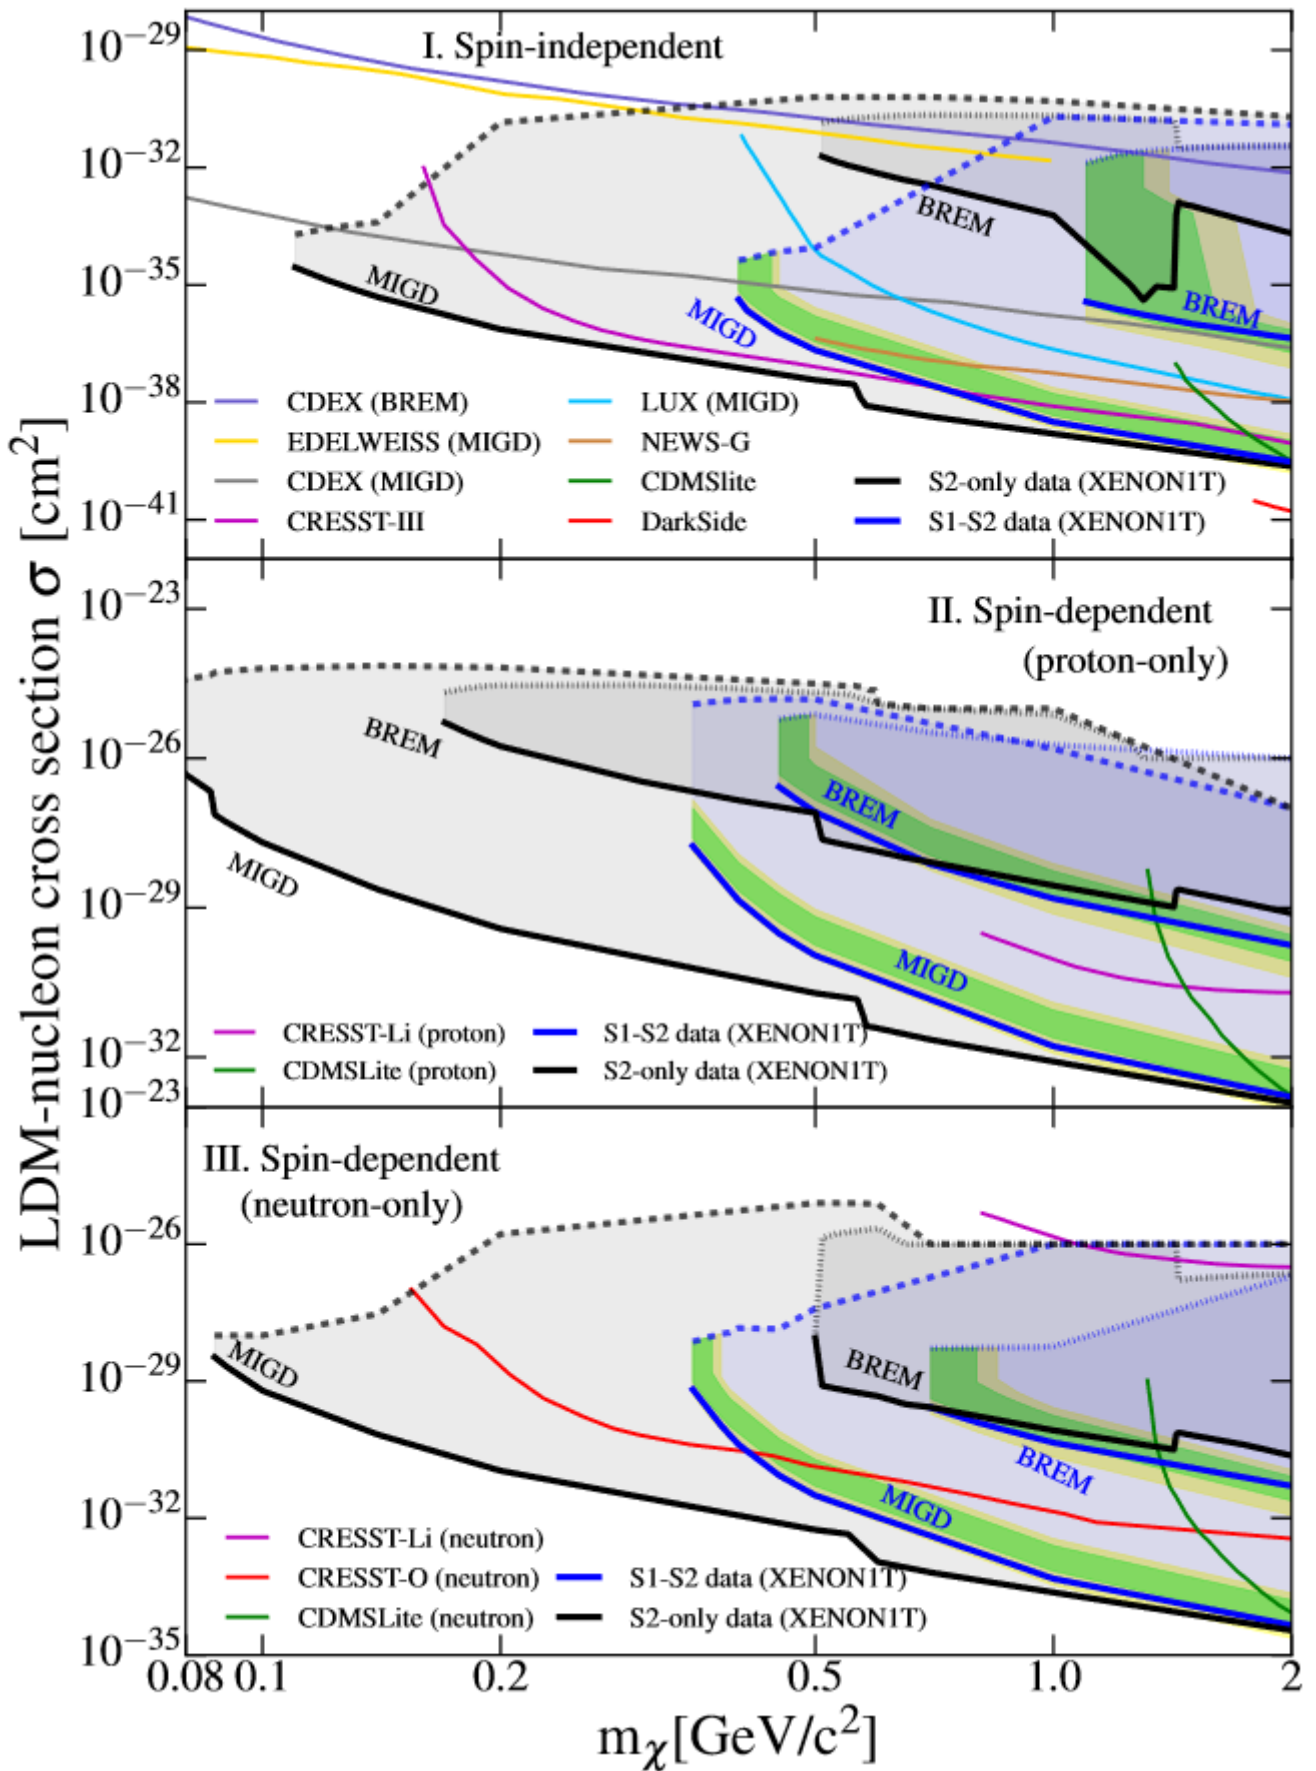 LDM-nucleon cross section σ [cm²]
10⁻²⁹
10⁻³²
10⁻³⁵
10⁻³⁸
10⁻⁴¹
I. Spin-independent
BREM
MIGD
MIGD
BREM
CDEX (BREM)
EDELWEISS (MIGD)
CDEX (MIGD)
CRESST-III
LUX (MIGD)
NEWS-G
CDMSlite
DarkSide
S2-only data (XENON1T)
S1-S2 data (XENON1T)
10⁻²³
10⁻²⁶
10⁻²⁹
10⁻³²
II. Spin-dependent
(proton-only)
BREM
BREM
MIGD
MIGD
CRESST-Li (proton)
CDMSLite (proton)
S1-S2 data (XENON1T)
S2-only data (XENON1T)
10⁻²³
10⁻²⁶
10⁻²⁹
10⁻³²
10⁻³⁵
III. Spin-dependent
(neutron-only)
MIGD
BREM
BREM
MIGD
CRESST-Li (neutron)
CRESST-O (neutron)
CDMSLite (neutron)
S1-S2 data (XENON1T)
S2-only data (XENON1T)
0.08 0.1 0.2 0.5 1.0 2
mχ[GeV/c²]